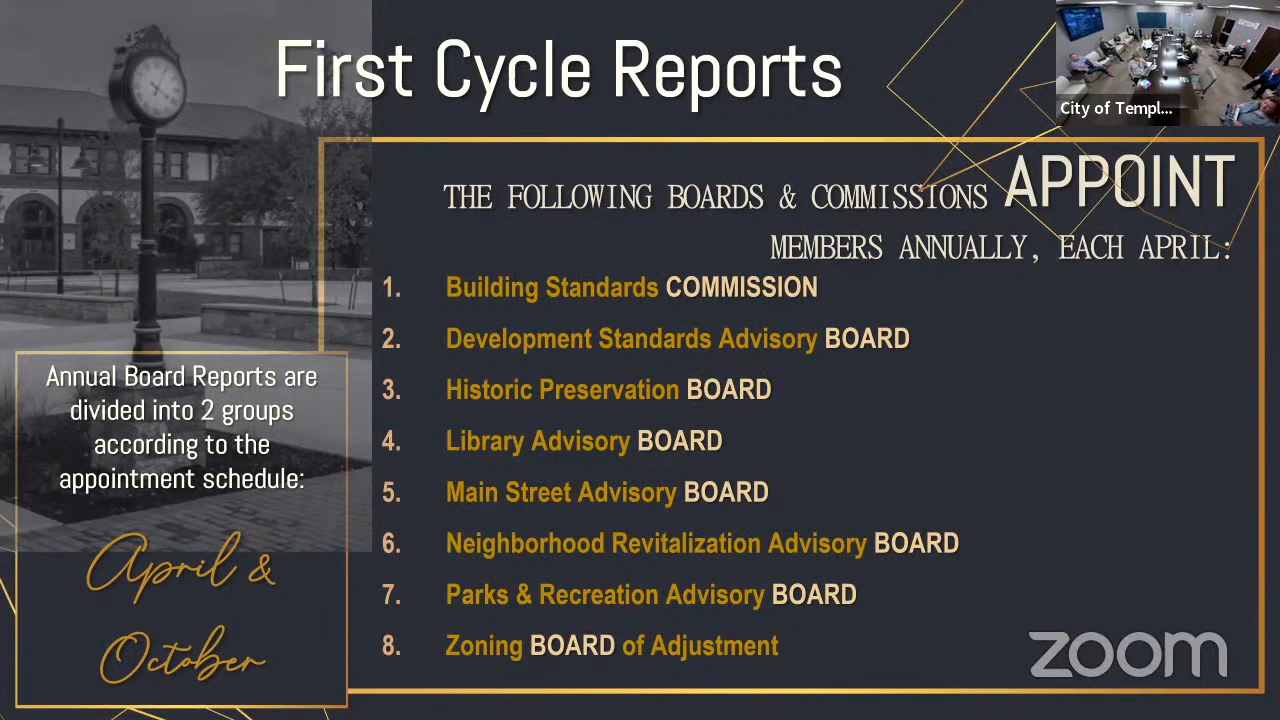 First Cycle Reports
City of Templ...
THE FOLLOWING BOARDS & COMMISSIONS APPOINT
MEMBERS ANNUALLY, EACH APRIL:
1. Building Standards COMMISSION
2. Development Standards Advisory BOARD
3. Historic Preservation BOARD
4. Library Advisory BOARD
5. Main Street Advisory BOARD
6. Neighborhood Revitalization Advisory BOARD
7. Parks & Recreation Advisory BOARD
8. Zoning BOARD of Adjustment
Annual Board Reports are
divided into 2 groups
according to the
appointment schedule:
April &
October
zoom